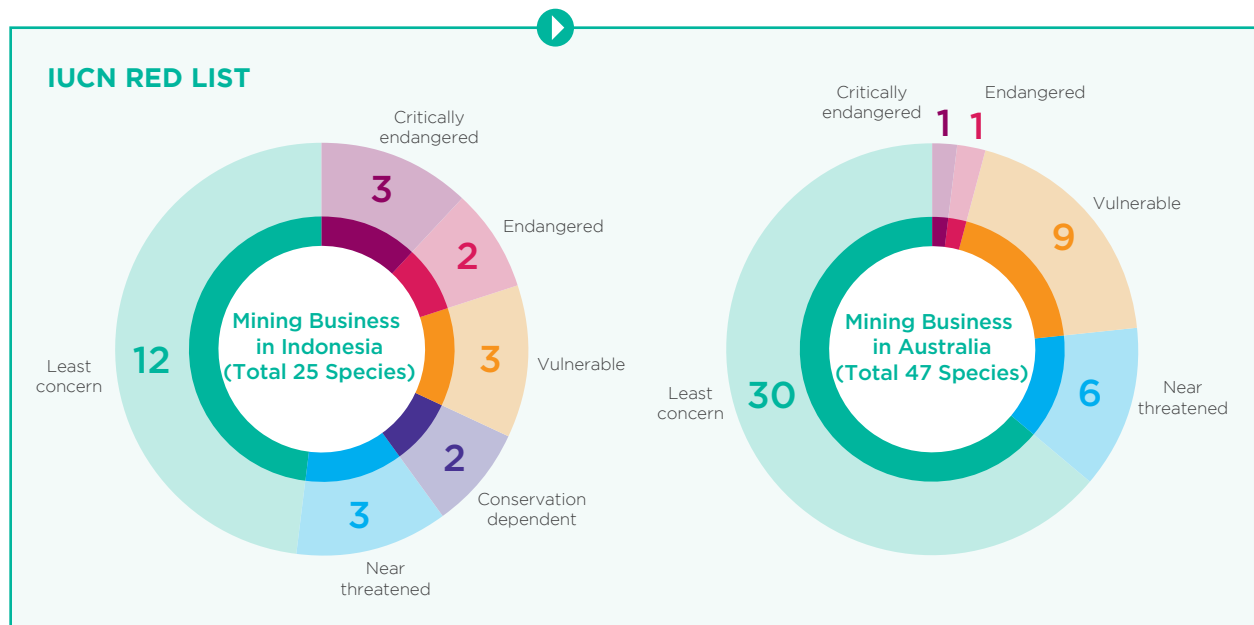 IUCN RED LIST
Critically
endangered
3
Endangered
2
Vulnerable
3
Conservation
dependent
2
Near
threatened
3
Least
concern
12
Mining Business
in Indonesia
(Total 25 Species)
Critically
endangered
1
Endangered
1
Vulnerable
9
Near
threatened
6
Least
concern
30
Mining Business
in Australia
(Total 47 Species)